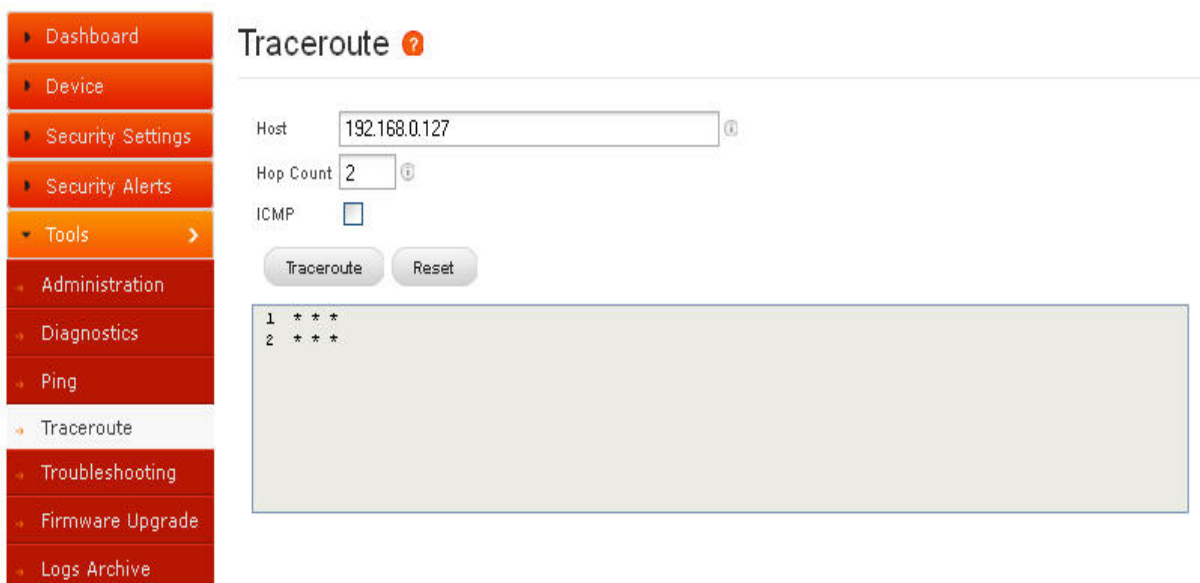 Dashboard
Device
Security Settings
Security Alerts
Tools
Administration
Diagnostics
Ping
Traceroute
Troubleshooting
Firmware Upgrade
Logs Archive
Traceroute ?
Host 192.168.0.127
Hop Count 2
ICMP
Traceroute Reset
1 * * *
2 * * *